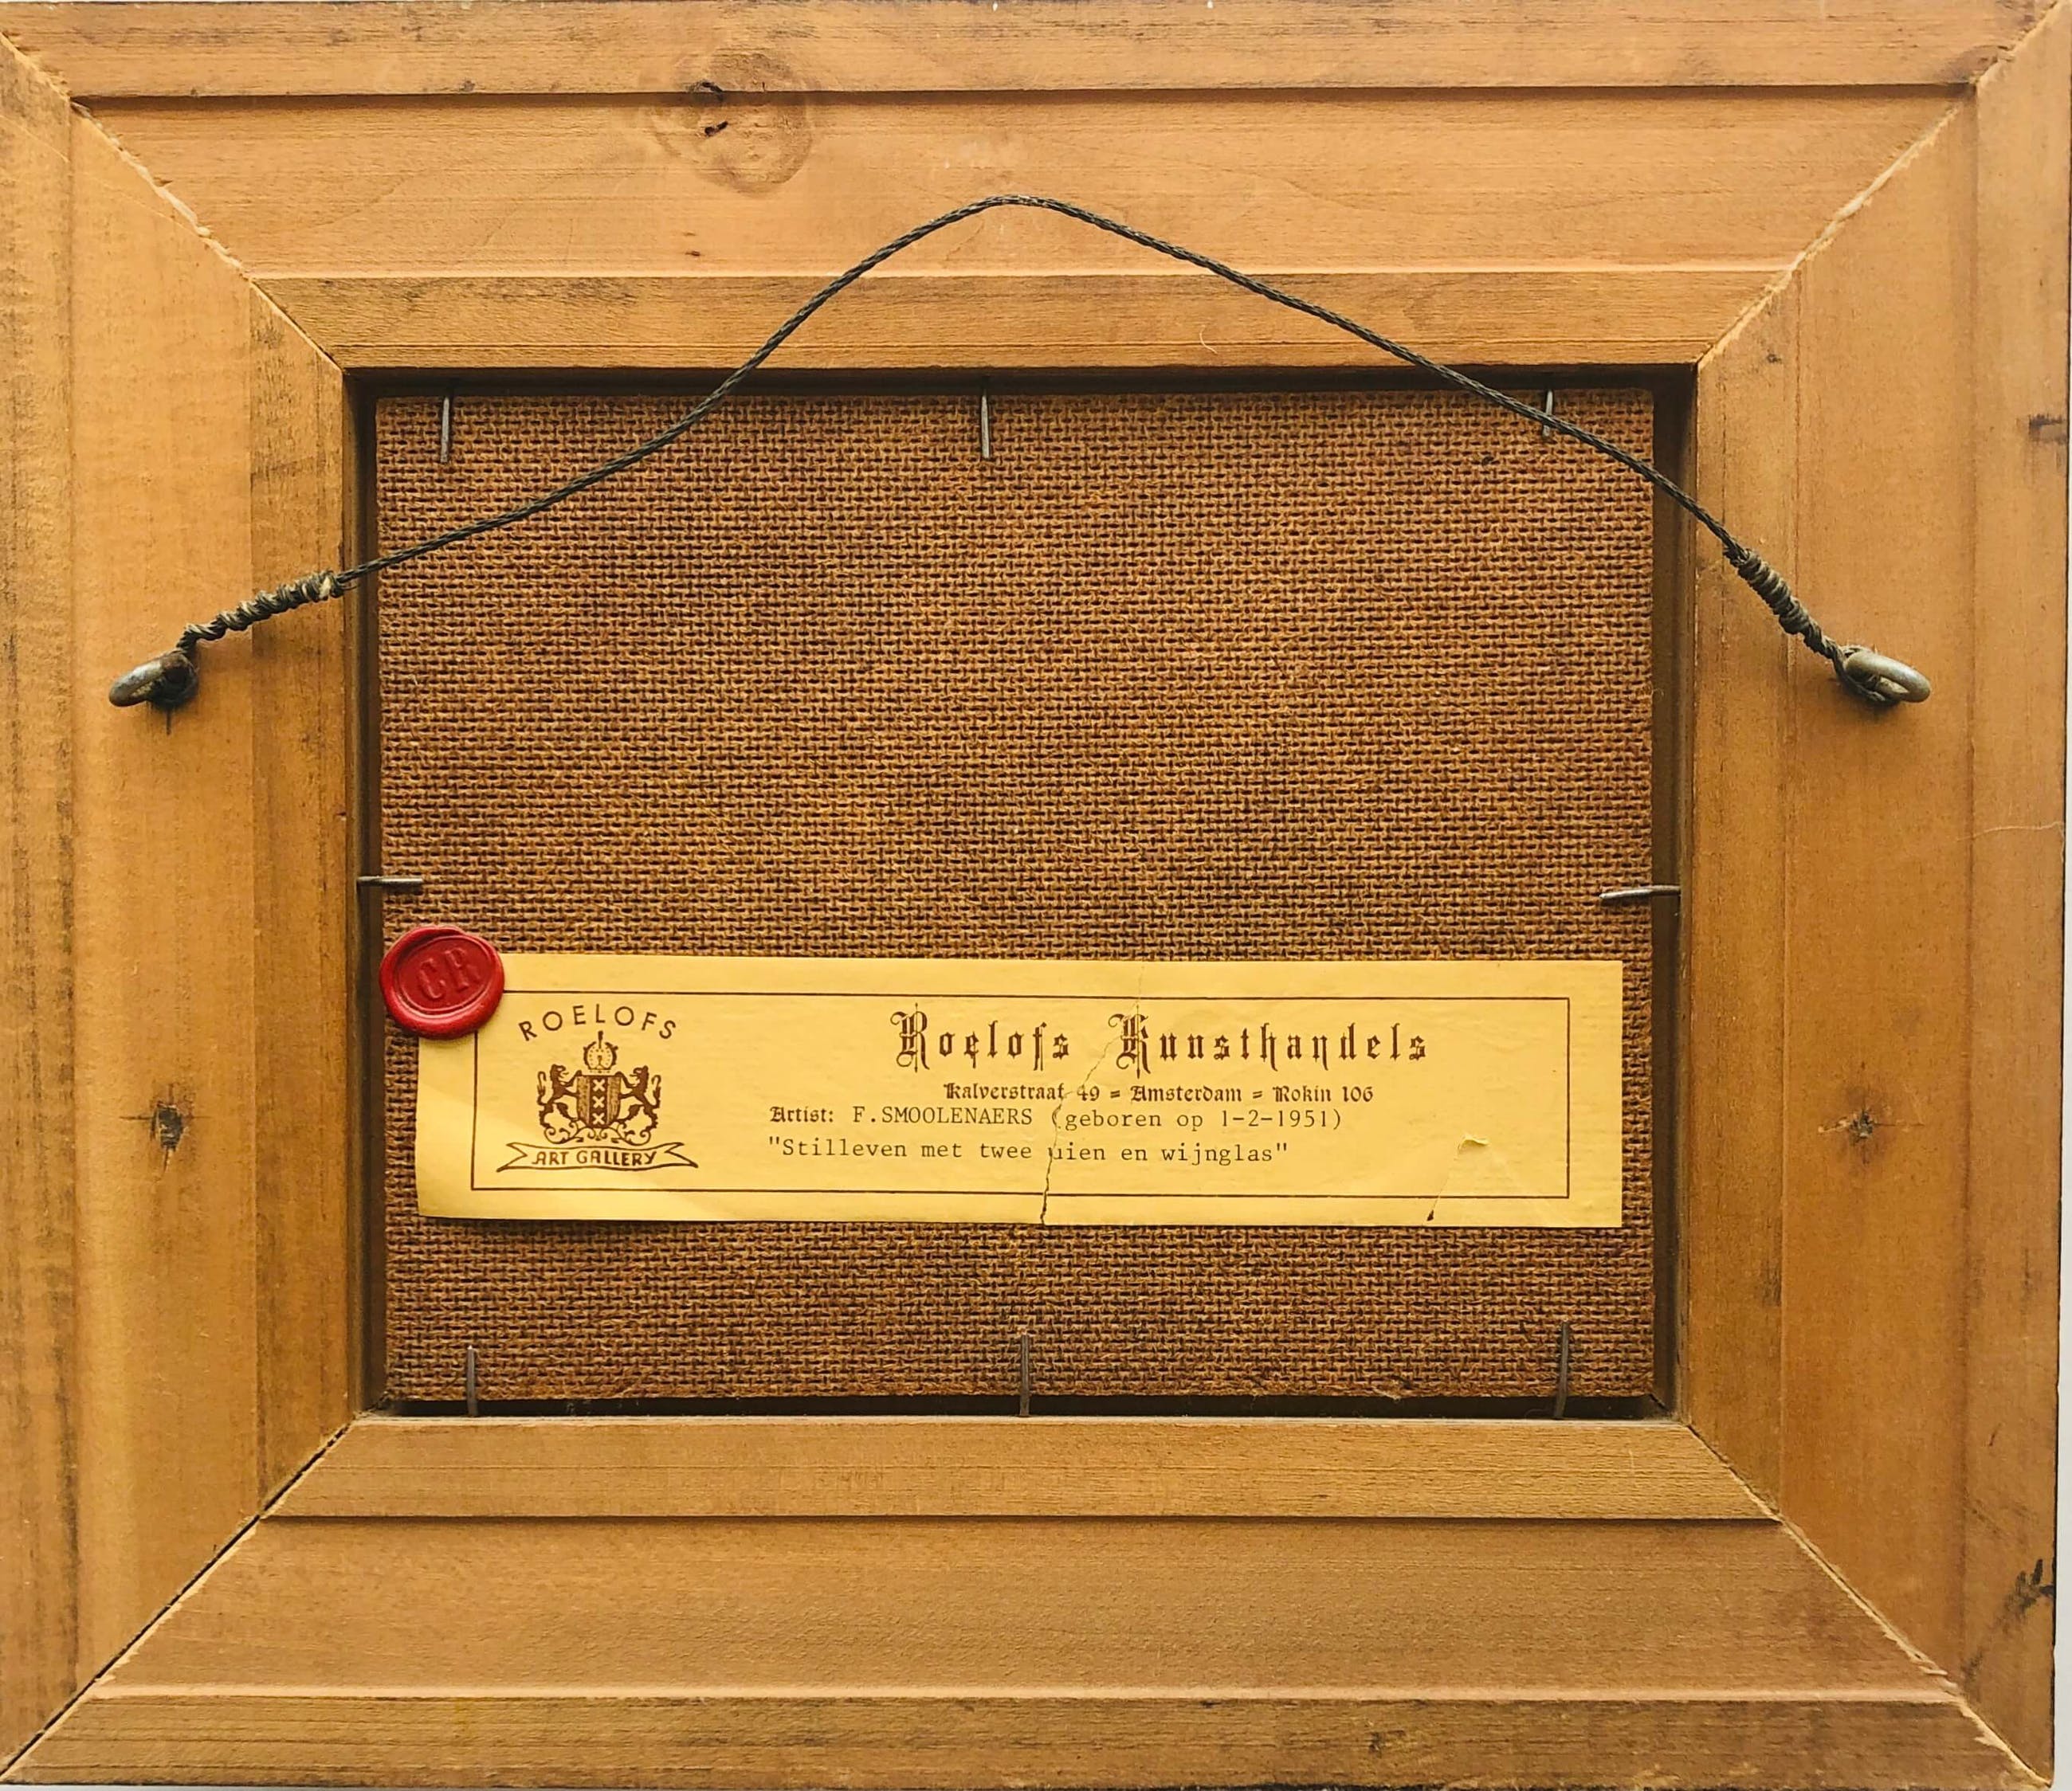 CR
ROELOFS
ART GALLERY
Roelofs Kunsthandels
Kalverstraat 49 = Amsterdam = Rokin 106
Artist: F.SMOOLENAERS (geboren op 1-2-1951)
"Stilleven met twee uien en wijnglas"